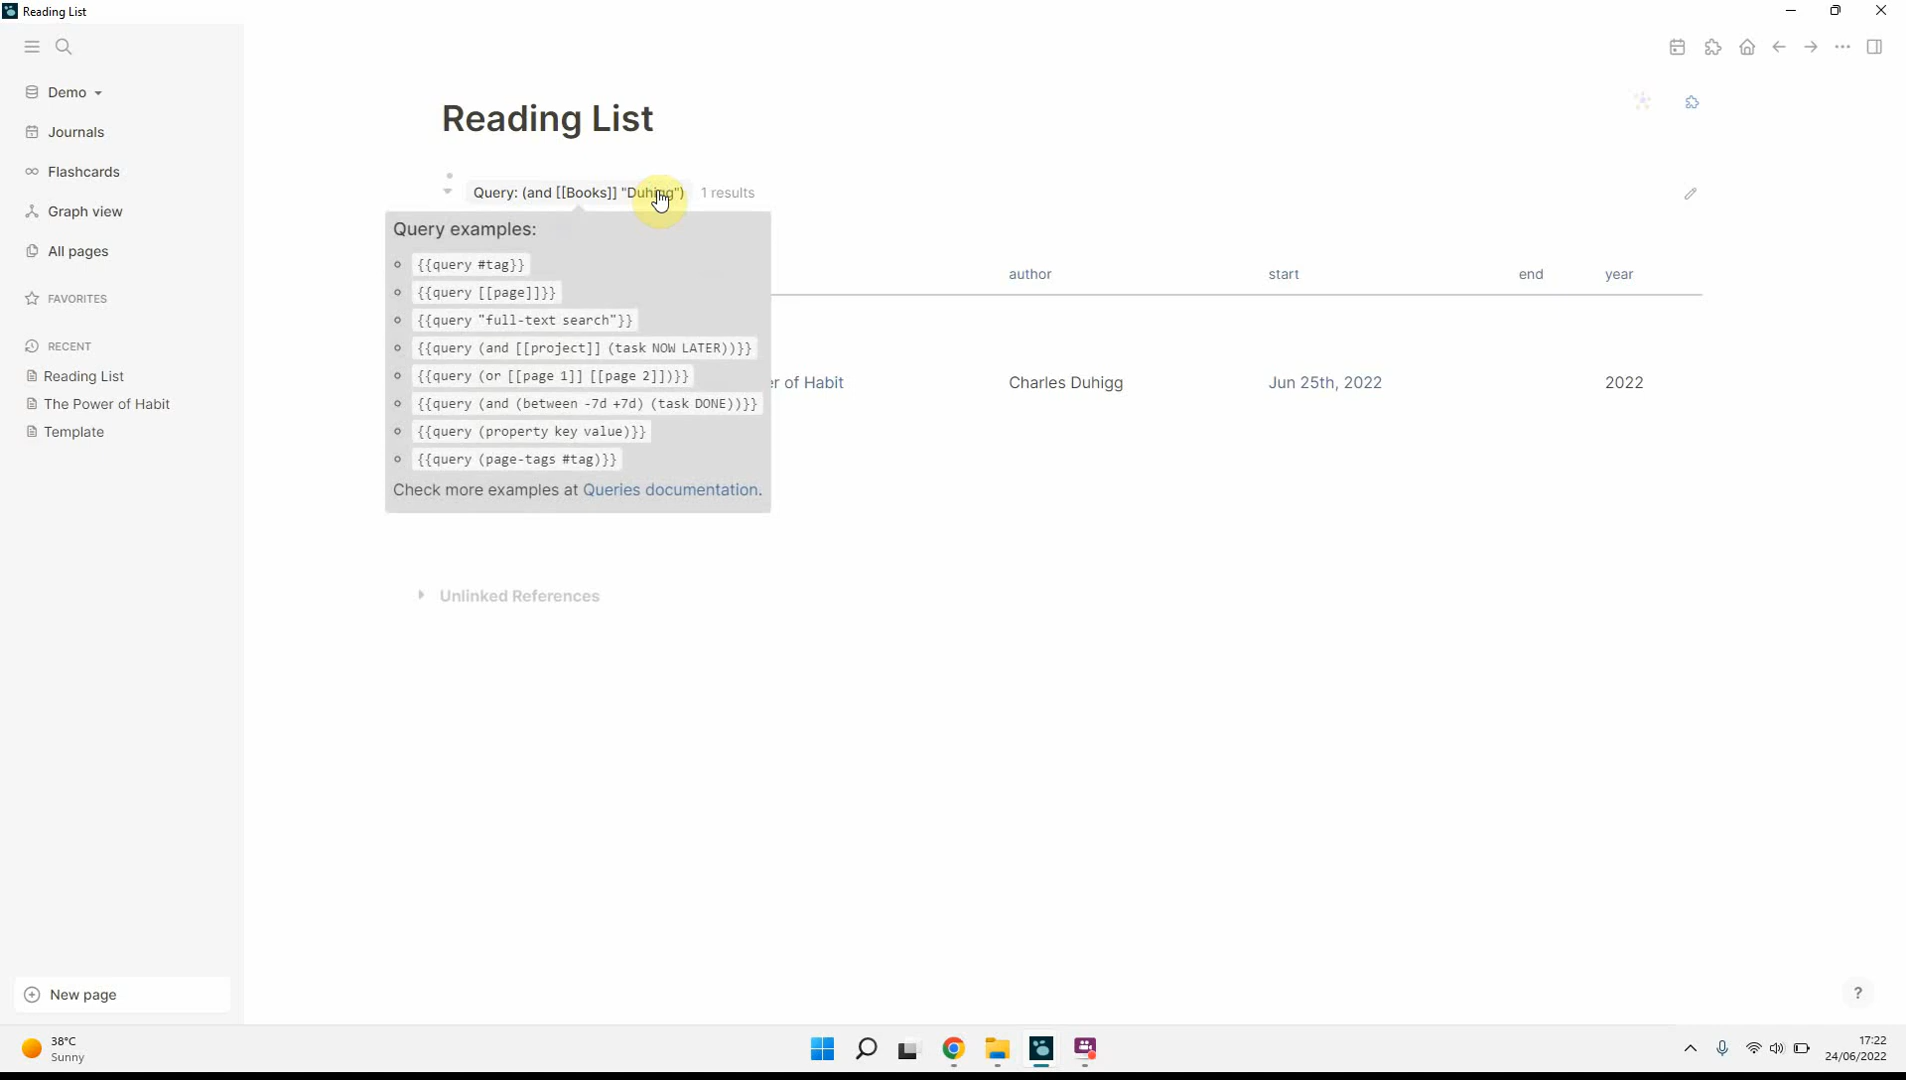 Reading List
Demo
Journals
Flashcards
Graph view
All pages
FAVORITES
RECENT
Reading List
The Power of Habit
Template
New page
Reading List
Query: (and [[Books]] "Duhigg") 1 results
Query examples:
{{query #tag}}
{{query [[page]]}}
{{query "full-text search"}}
{{query (and [[project]] (task NOW LATER))}}
{{query (or [[page 1]] [[page 2]])}}
{{query (and (between -7d +7d) (task DONE))}}
{{query (property key value)}}
{{query (page-tags #tag)}}
Check more examples at Queries documentation.
author start end year
er of Habit Charles Duhigg Jun 25th, 2022 2022
Unlinked References
?
38°C
Sunny
17:22
24/06/2022